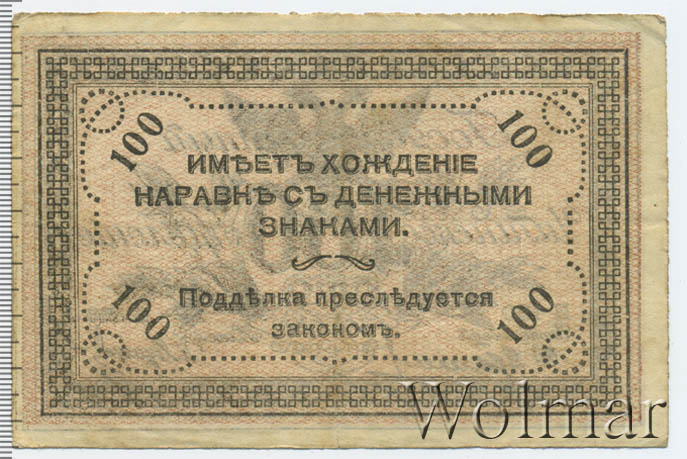 100 100
ИМѢЕТЪ ХОЖДЕНІЕ
НАРАВНѢ СЪ ДЕНЕЖНЫМИ
ЗНАКАМИ.
Поддѣлка преслѣдуется
закономъ.
100 100
Wolmar